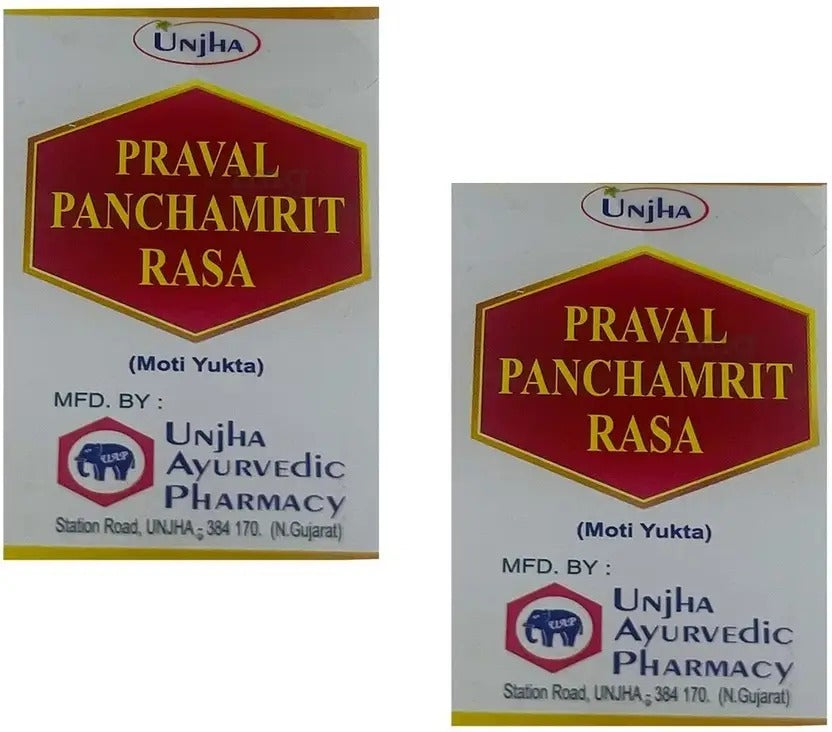 UNJHA
PRAVAL
PANCHAMRIT
RASA
(Moti Yukta)
MFD. BY :
UAP
UNJHA
AYURVEDIC
PHARMACY
Station Road, UNJHA - 384 170. (N.Gujarat)
UNJHA
PRAVAL
PANCHAMRIT
RASA
(Moti Yukta)
MFD. BY :
UAP
UNJHA
AYURVEDIC
PHARMACY
Station Road, UNJHA - 384 170. (N.Gujarat)